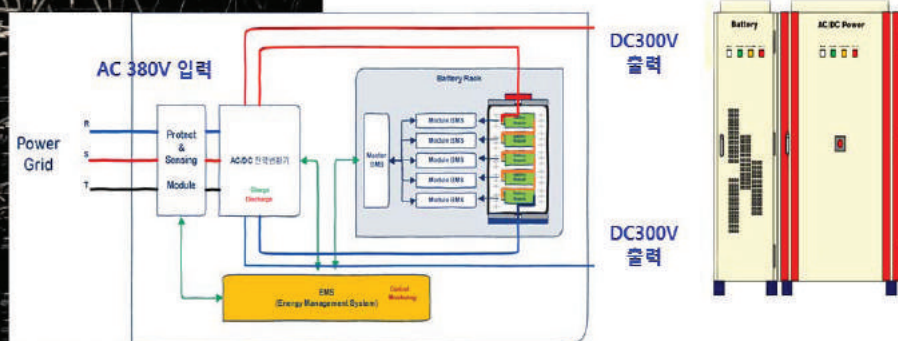 AC 380V 입력
DC300V
출력
Power
Grid
R
S
T
Protect
&
Sensing
Module
AC/DC 전력변환기
Charge
Discharge
Battery Rack
Master
BMS
Module BMS
Module BMS
Module BMS
Module BMS
Module BMS
DC300V
출력
EMS
(Energy Management System)
Control
Monitoring
Battery
AC/DC Power